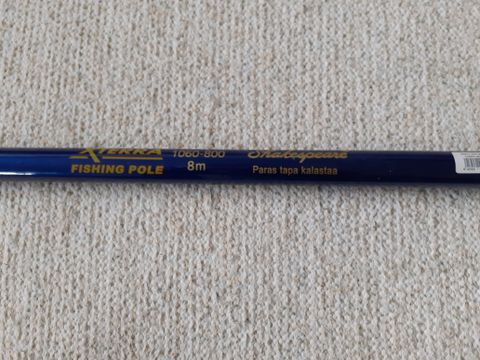 XTERRA 1060-800 Shakespeare
FISHING POLE 8m Paras tapa kalastaa